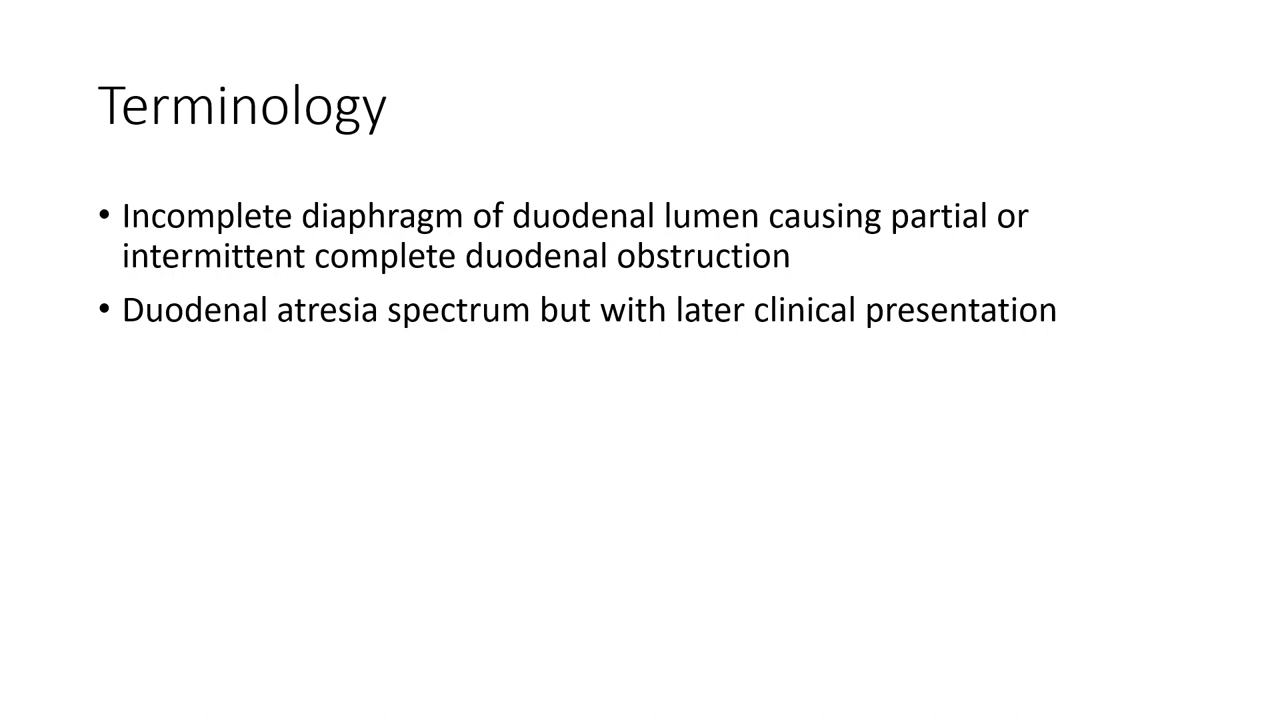 Terminology
• Incomplete diaphragm of duodenal lumen causing partial or
intermittent complete duodenal obstruction
• Duodenal atresia spectrum but with later clinical presentation